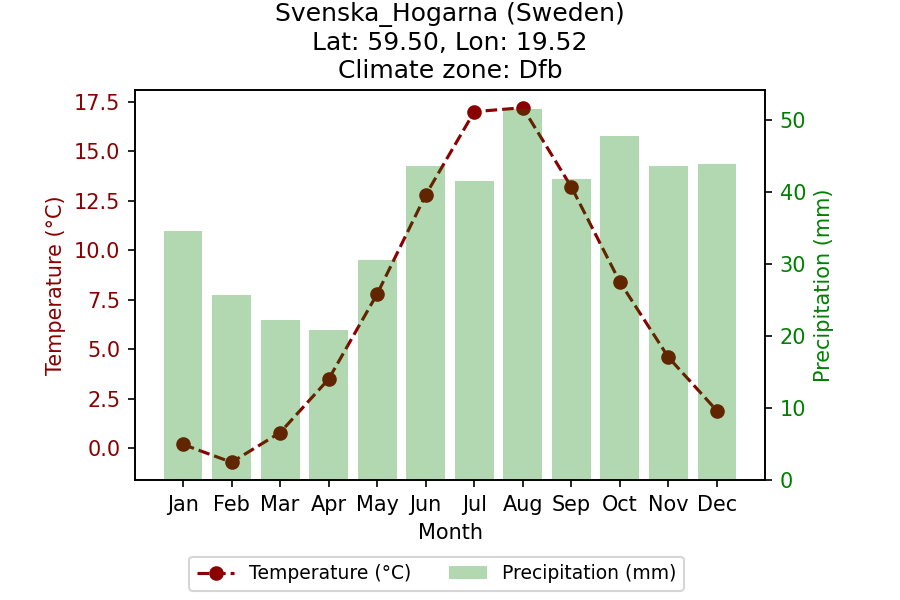 Svenska_Hogarna (Sweden)
Lat: 59.50, Lon: 19.52
Climate zone: Dfb
Temperature (°C)
17.5
15.0
12.5
10.0
7.5
5.0
2.5
0.0
50
40
30
20
10
0
Precipitation (mm)
Jan Feb Mar Apr May Jun Jul Aug Sep Oct Nov Dec
Month
Temperature (°C) Precipitation (mm)